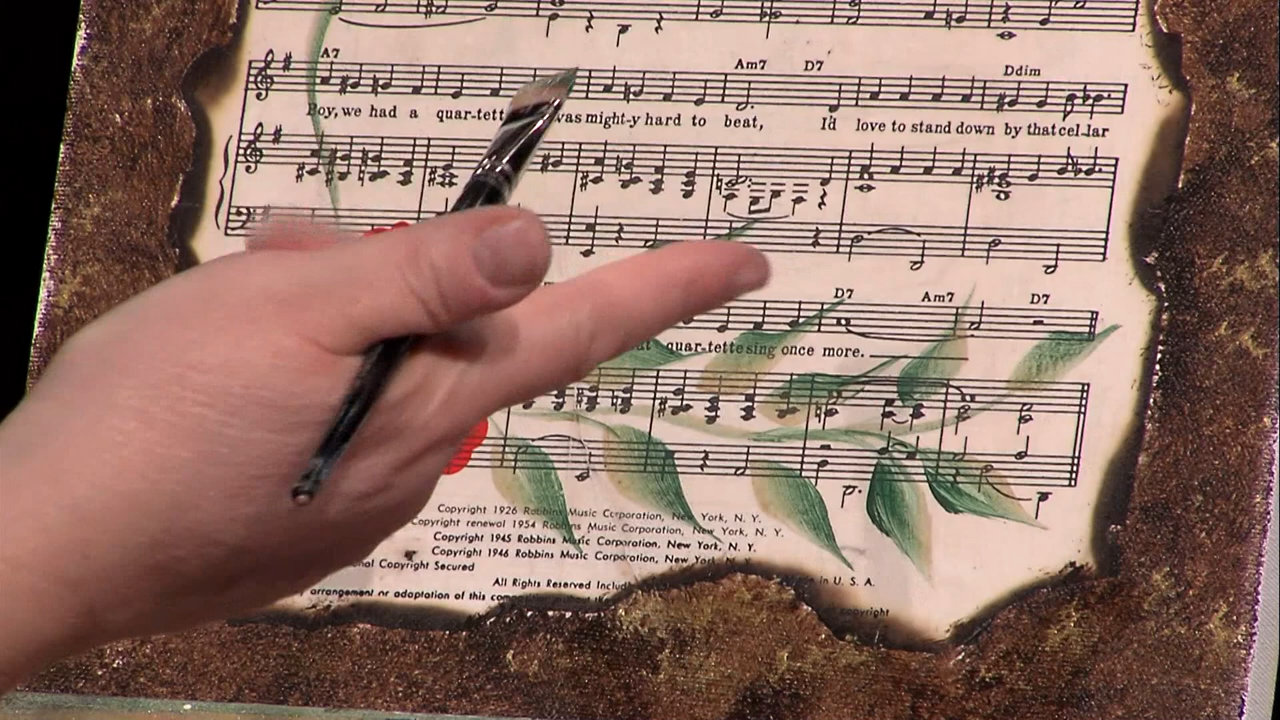 A7 Am7 D7 Ddim
Boy, we had a quar-tett was might-y hard to beat, I'd love to stand down by that cel-lar
D7 Am7 D7
quar-tette sing once more.
Copyright 1926 Robbins Music Corporation, New York, N. Y.
Copyright renewal 1954 Robbins Music Corporation, New York, N. Y.
Copyright 1945 Robbins Music Corporation, New York, N. Y.
Copyright 1946 Robbins Music Corporation, New York, N. Y.
Copyright Secured
All Rights Reserved in U. S. A.
arrangement or adaptation of this
copyright